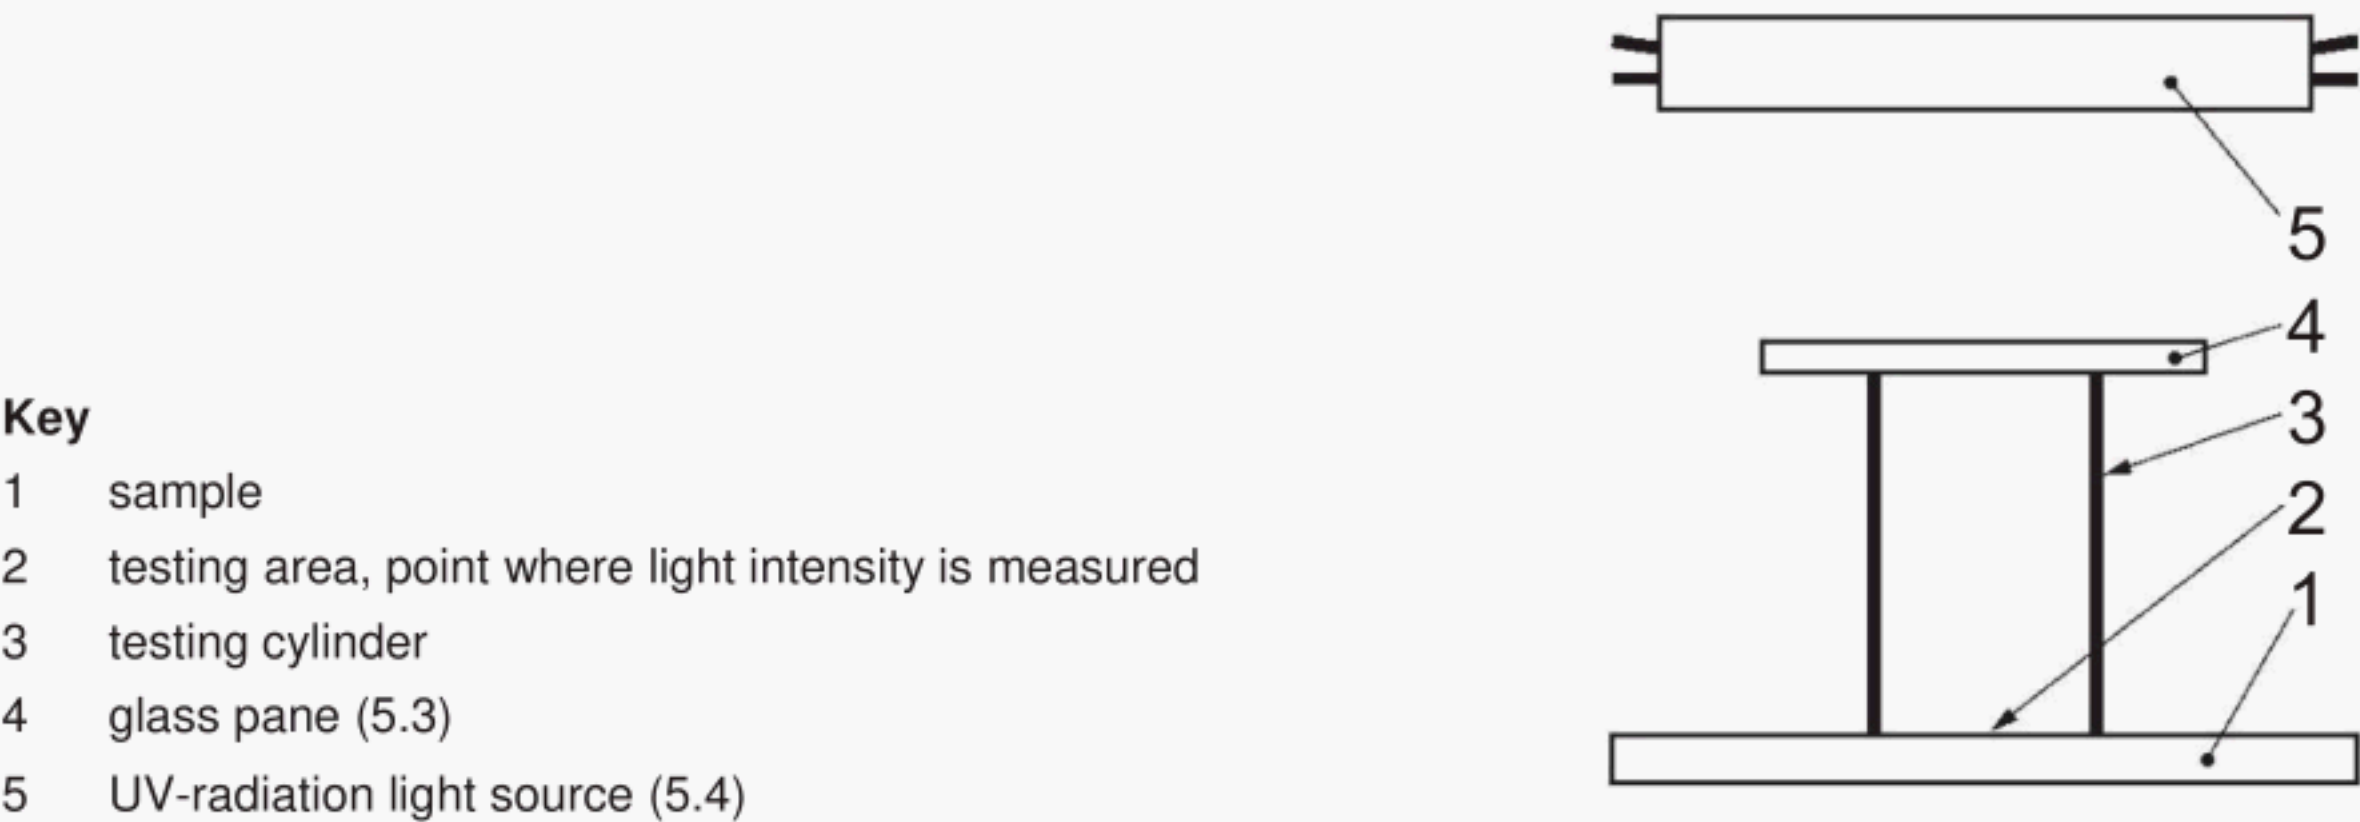 5
4
3
2
1
Key
1 sample
2 testing area, point where light intensity is measured
3 testing cylinder
4 glass pane (5.3)
5 UV-radiation light source (5.4)